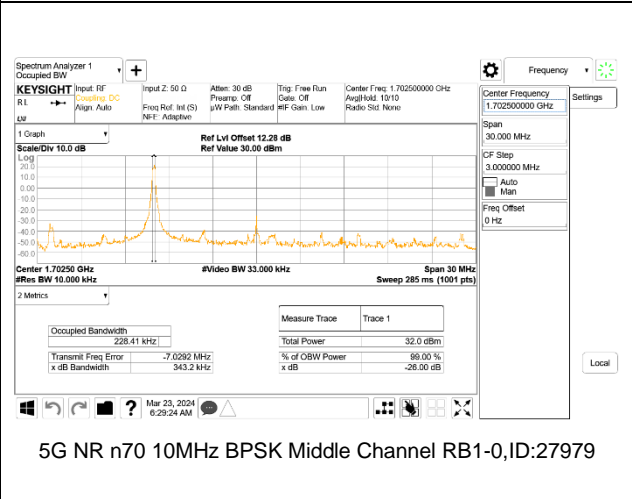 Spectrum Analyzer 1
Occupied BW
+
Frequency
KEYSIGHT
Input: RF
Coupling: DC
Align: Auto
Input Z: 50 Ω
Freq Ref: Int (S)
NFE: Adaptive
Atten: 30 dB
Preamp: Off
µW Path: Standard
Trig: Free Run
Gate: Off
#IF Gain: Low
Center Freq: 1.702500000 GHz
Avg|Hold: 10/10
Radio Std: None
Center Frequency
1.702500000 GHz
Settings
Span
30.000 MHz
CF Step
3.000000 MHz
Auto
Man
Freq Offset
0 Hz
Local
1 Graph
Scale/Div 10.0 dB
Ref Lvl Offset 12.28 dB
Ref Value 30.00 dBm
Log
20.0
10.0
0.00
-10.0
-20.0
-30.0
-40.0
-50.0
-60.0
Center 1.70250 GHz
#Res BW 10.000 kHz
#Video BW 33.000 kHz
Span 30 MHz
Sweep 285 ms (1001 pts)
2 Metrics
Measure Trace Trace 1
Occupied Bandwidth
228.41 kHz
Total Power 32.0 dBm
Transmit Freq Error -7.0292 MHz
% of OBW Power 99.00 %
x dB Bandwidth 343.2 kHz
x dB -26.00 dB
?
Mar 23, 2024
6:29:24 AM
5G NR n70 10MHz BPSK Middle Channel RB1-0,ID:27979